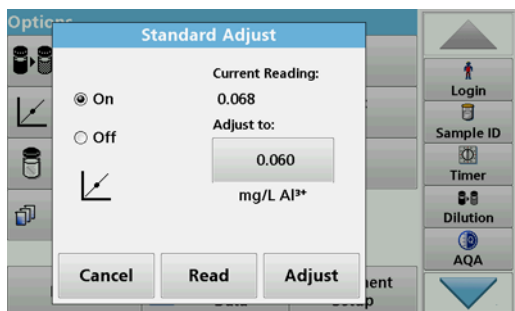 Options
Standard Adjust
Current Reading:
On
0.068
Adjust to:
Off
0.060
mg/L Al³⁺
Cancel
Read
Adjust
Login
Sample ID
Timer
Dilution
AQA